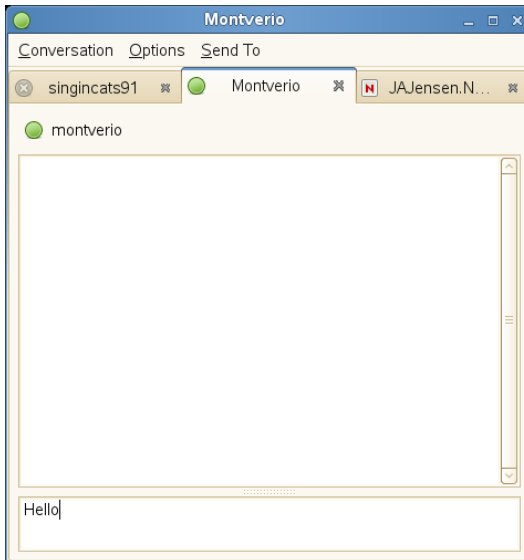 Montverio
Conversation Options Send To
singincats91 Montverio N JAJensen.N...
montverio
Hello